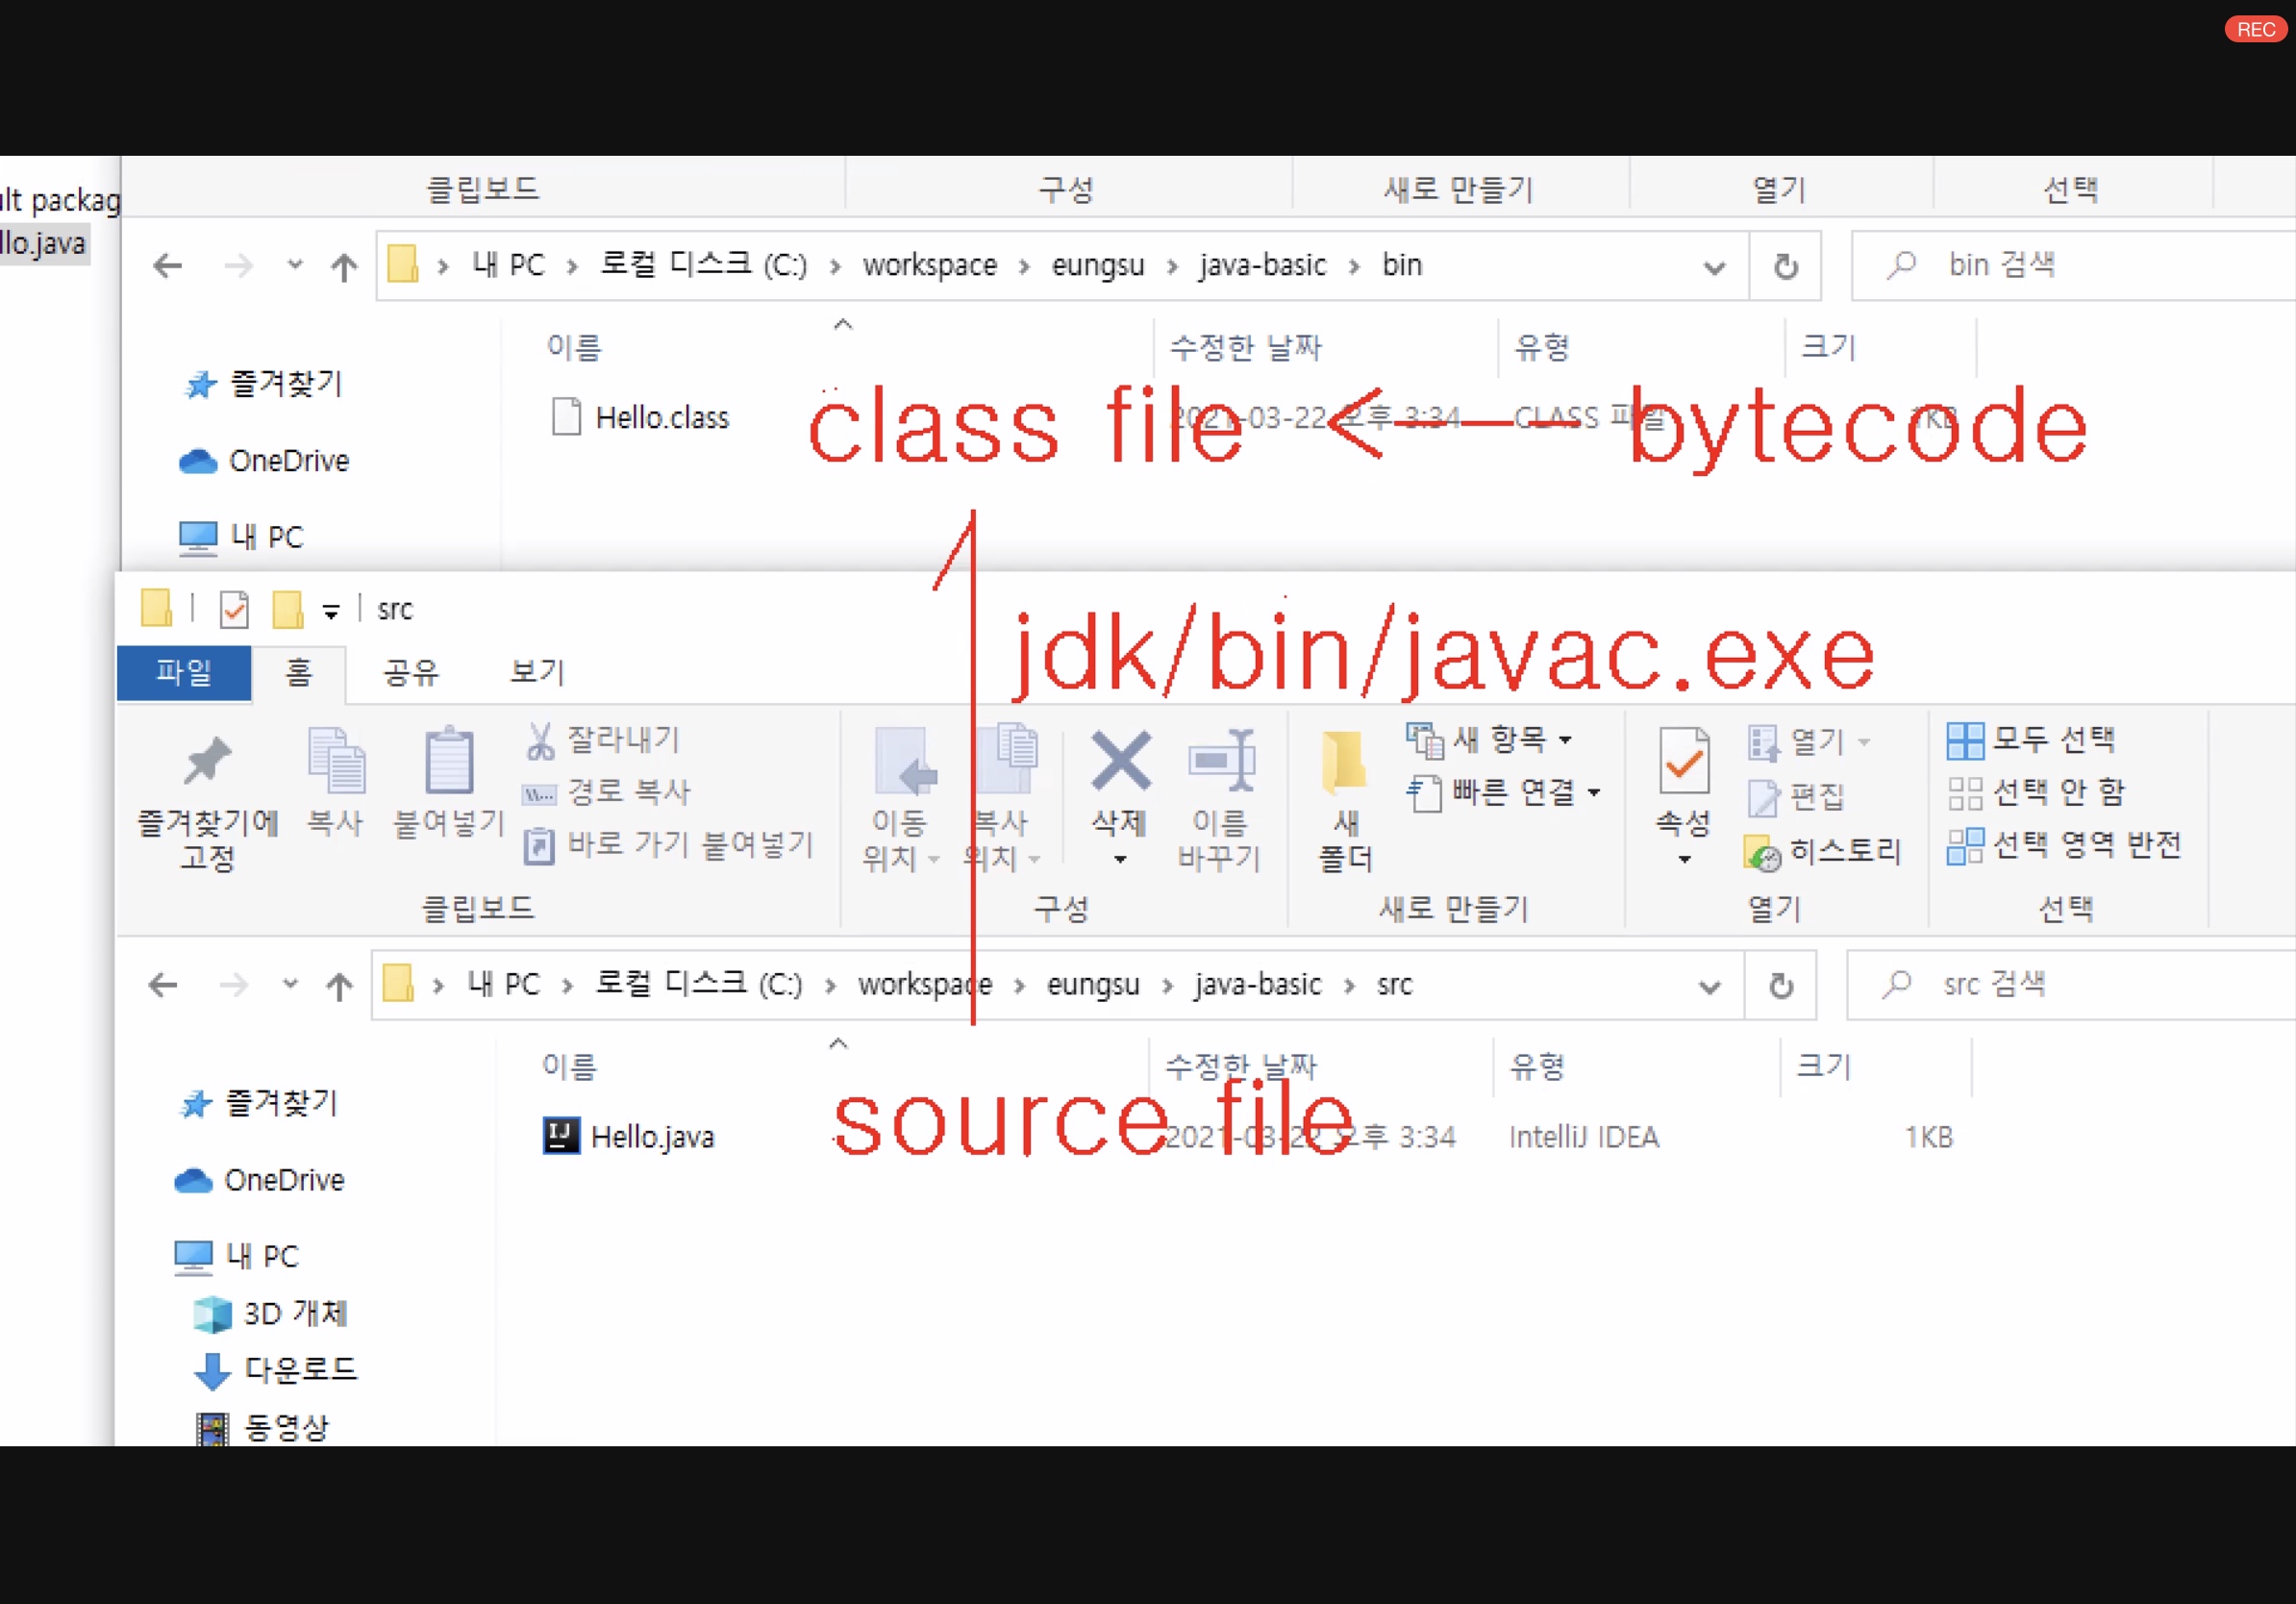 REC
클립보드 구성 새로 만들기 열기 선택
ult packag
llo.java
내 PC 로컬 디스크 (C:) workspace eungsu java-basic bin
bin 검색
이름 수정한 날짜 유형 크기
즐겨찾기
Hello.class 2021-03-22 오후 3:34 CLASS 파일 1KB
class file <--- bytecode
OneDrive
내 PC
src
jdk/bin/javac.exe
파일 홈 공유 보기
즐겨찾기에 고정
복사
붙여넣기
잘라내기
경로 복사
바로 가기 붙여넣기
이동 위치
복사 위치
삭제
이름 바꾸기
새 폴더
새 항목
빠른 연결
속성
열기
편집
히스토리
모두 선택
선택 안 함
선택 영역 반전
클립보드 구성 새로 만들기 열기 선택
내 PC 로컬 디스크 (C:) workspace eungsu java-basic src
src 검색
이름 수정한 날짜 유형 크기
즐겨찾기
Hello.java 2021-03-22 오후 3:34 IntelliJ IDEA 1KB
source file
OneDrive
내 PC
3D 개체
다운로드
동영상